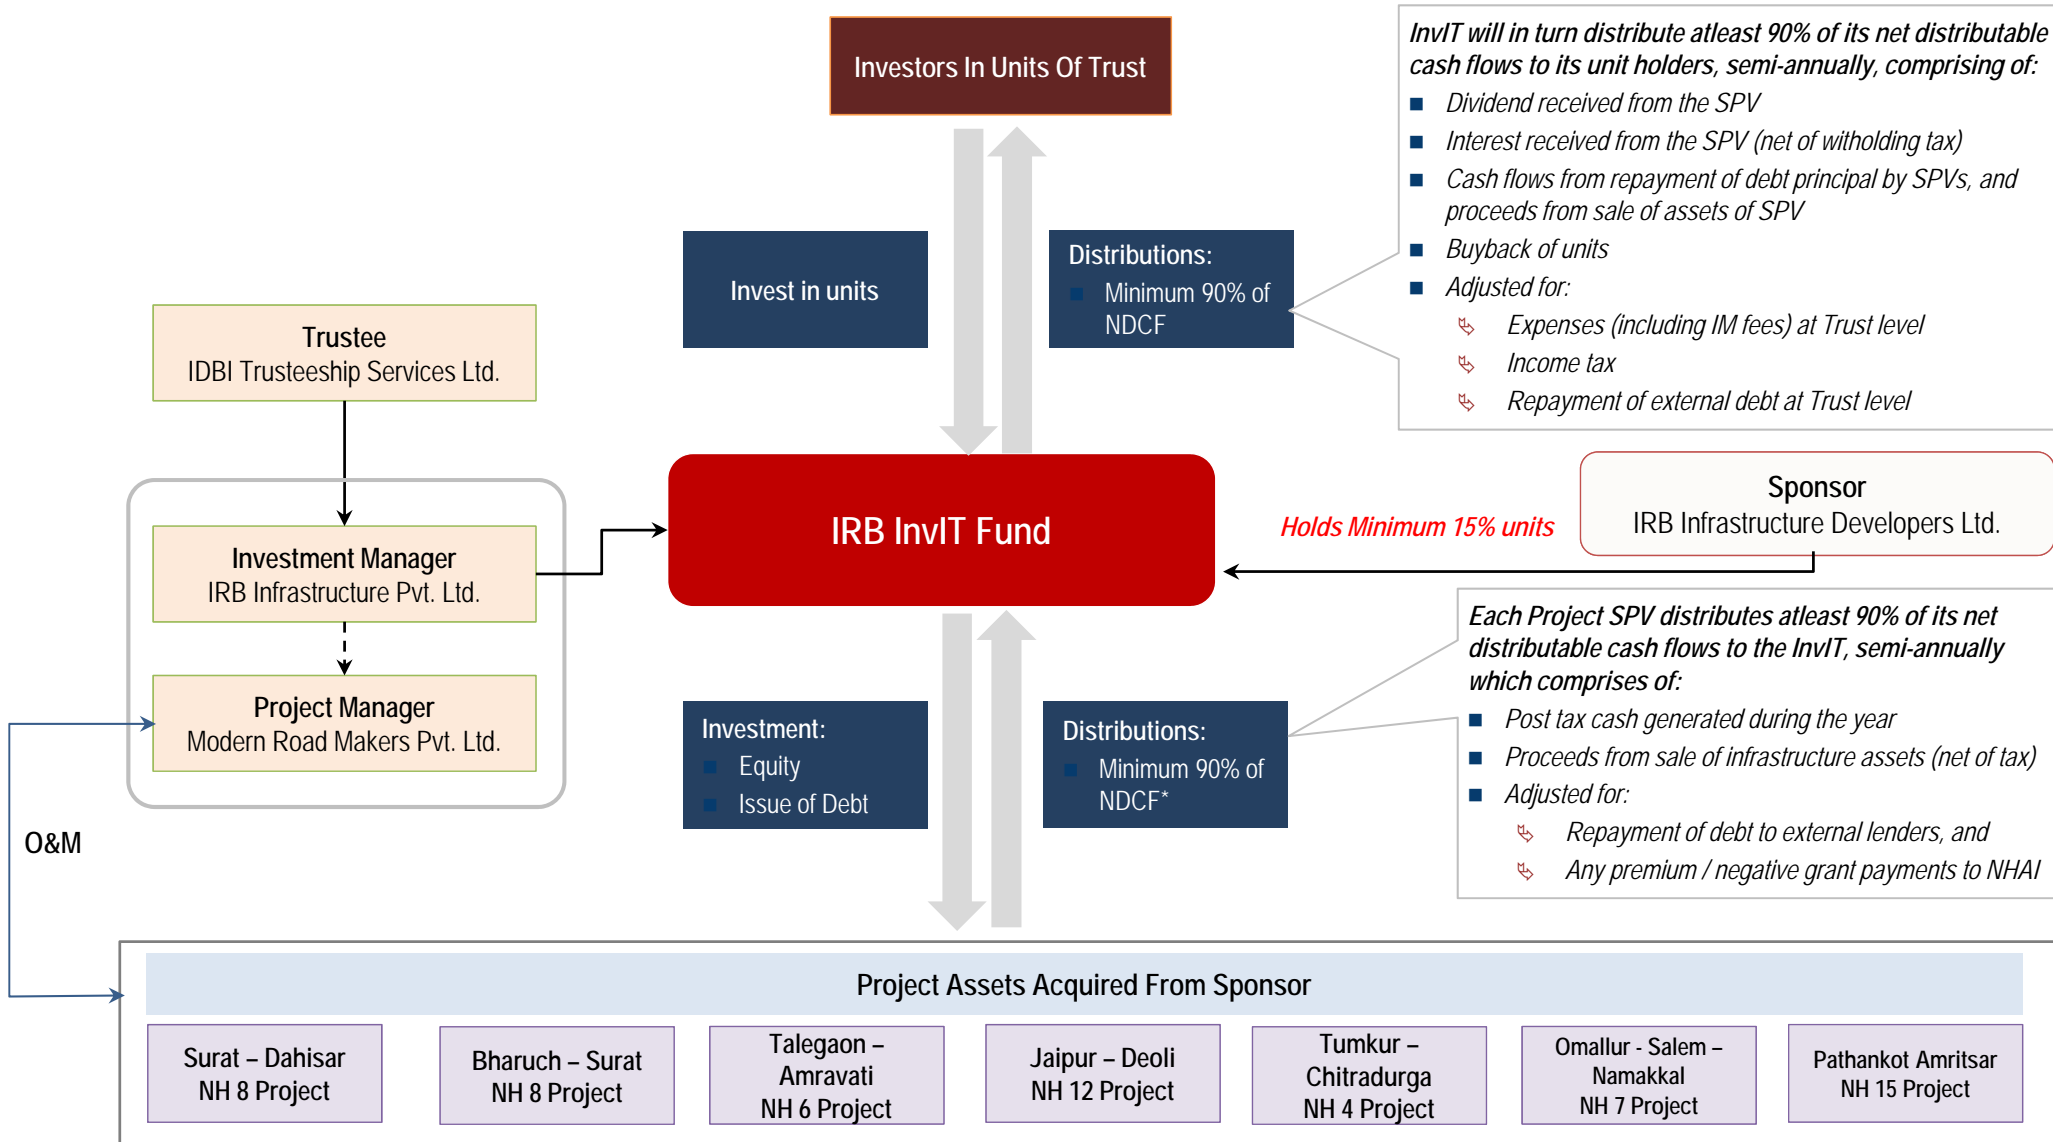 Investors In Units Of Trust
InvIT will in turn distribute atleast 90% of its net distributable
cash flows to its unit holders, semi-annually, comprising of:
Dividend received from the SPV
Interest received from the SPV (net of witholding tax)
Cash flows from repayment of debt principal by SPVs, and
proceeds from sale of assets of SPV
Buyback of units
Adjusted for:
Expenses (including IM fees) at Trust level
Income tax
Repayment of external debt at Trust level
Invest in units
Distributions:
Minimum 90% of
NDCF
Trustee
IDBI Trusteeship Services Ltd.
Investment Manager
IRB Infrastructure Pvt. Ltd.
Project Manager
Modern Road Makers Pvt. Ltd.
O&M
IRB InvIT Fund
Holds Minimum 15% units
Sponsor
IRB Infrastructure Developers Ltd.
Investment:
Equity
Issue of Debt
Distributions:
Minimum 90% of
NDCF*
Each Project SPV distributes atleast 90% of its net
distributable cash flows to the InvIT, semi-annually
which comprises of:
Post tax cash generated during the year
Proceeds from sale of infrastructure assets (net of tax)
Adjusted for:
Repayment of debt to external lenders, and
Any premium / negative grant payments to NHAI
Project Assets Acquired From Sponsor
Surat – Dahisar
NH 8 Project
Bharuch – Surat
NH 8 Project
Talegaon –
Amravati
NH 6 Project
Jaipur – Deoli
NH 12 Project
Tumkur –
Chitradurga
NH 4 Project
Omallur - Salem –
Namakkal
NH 7 Project
Pathankot Amritsar
NH 15 Project